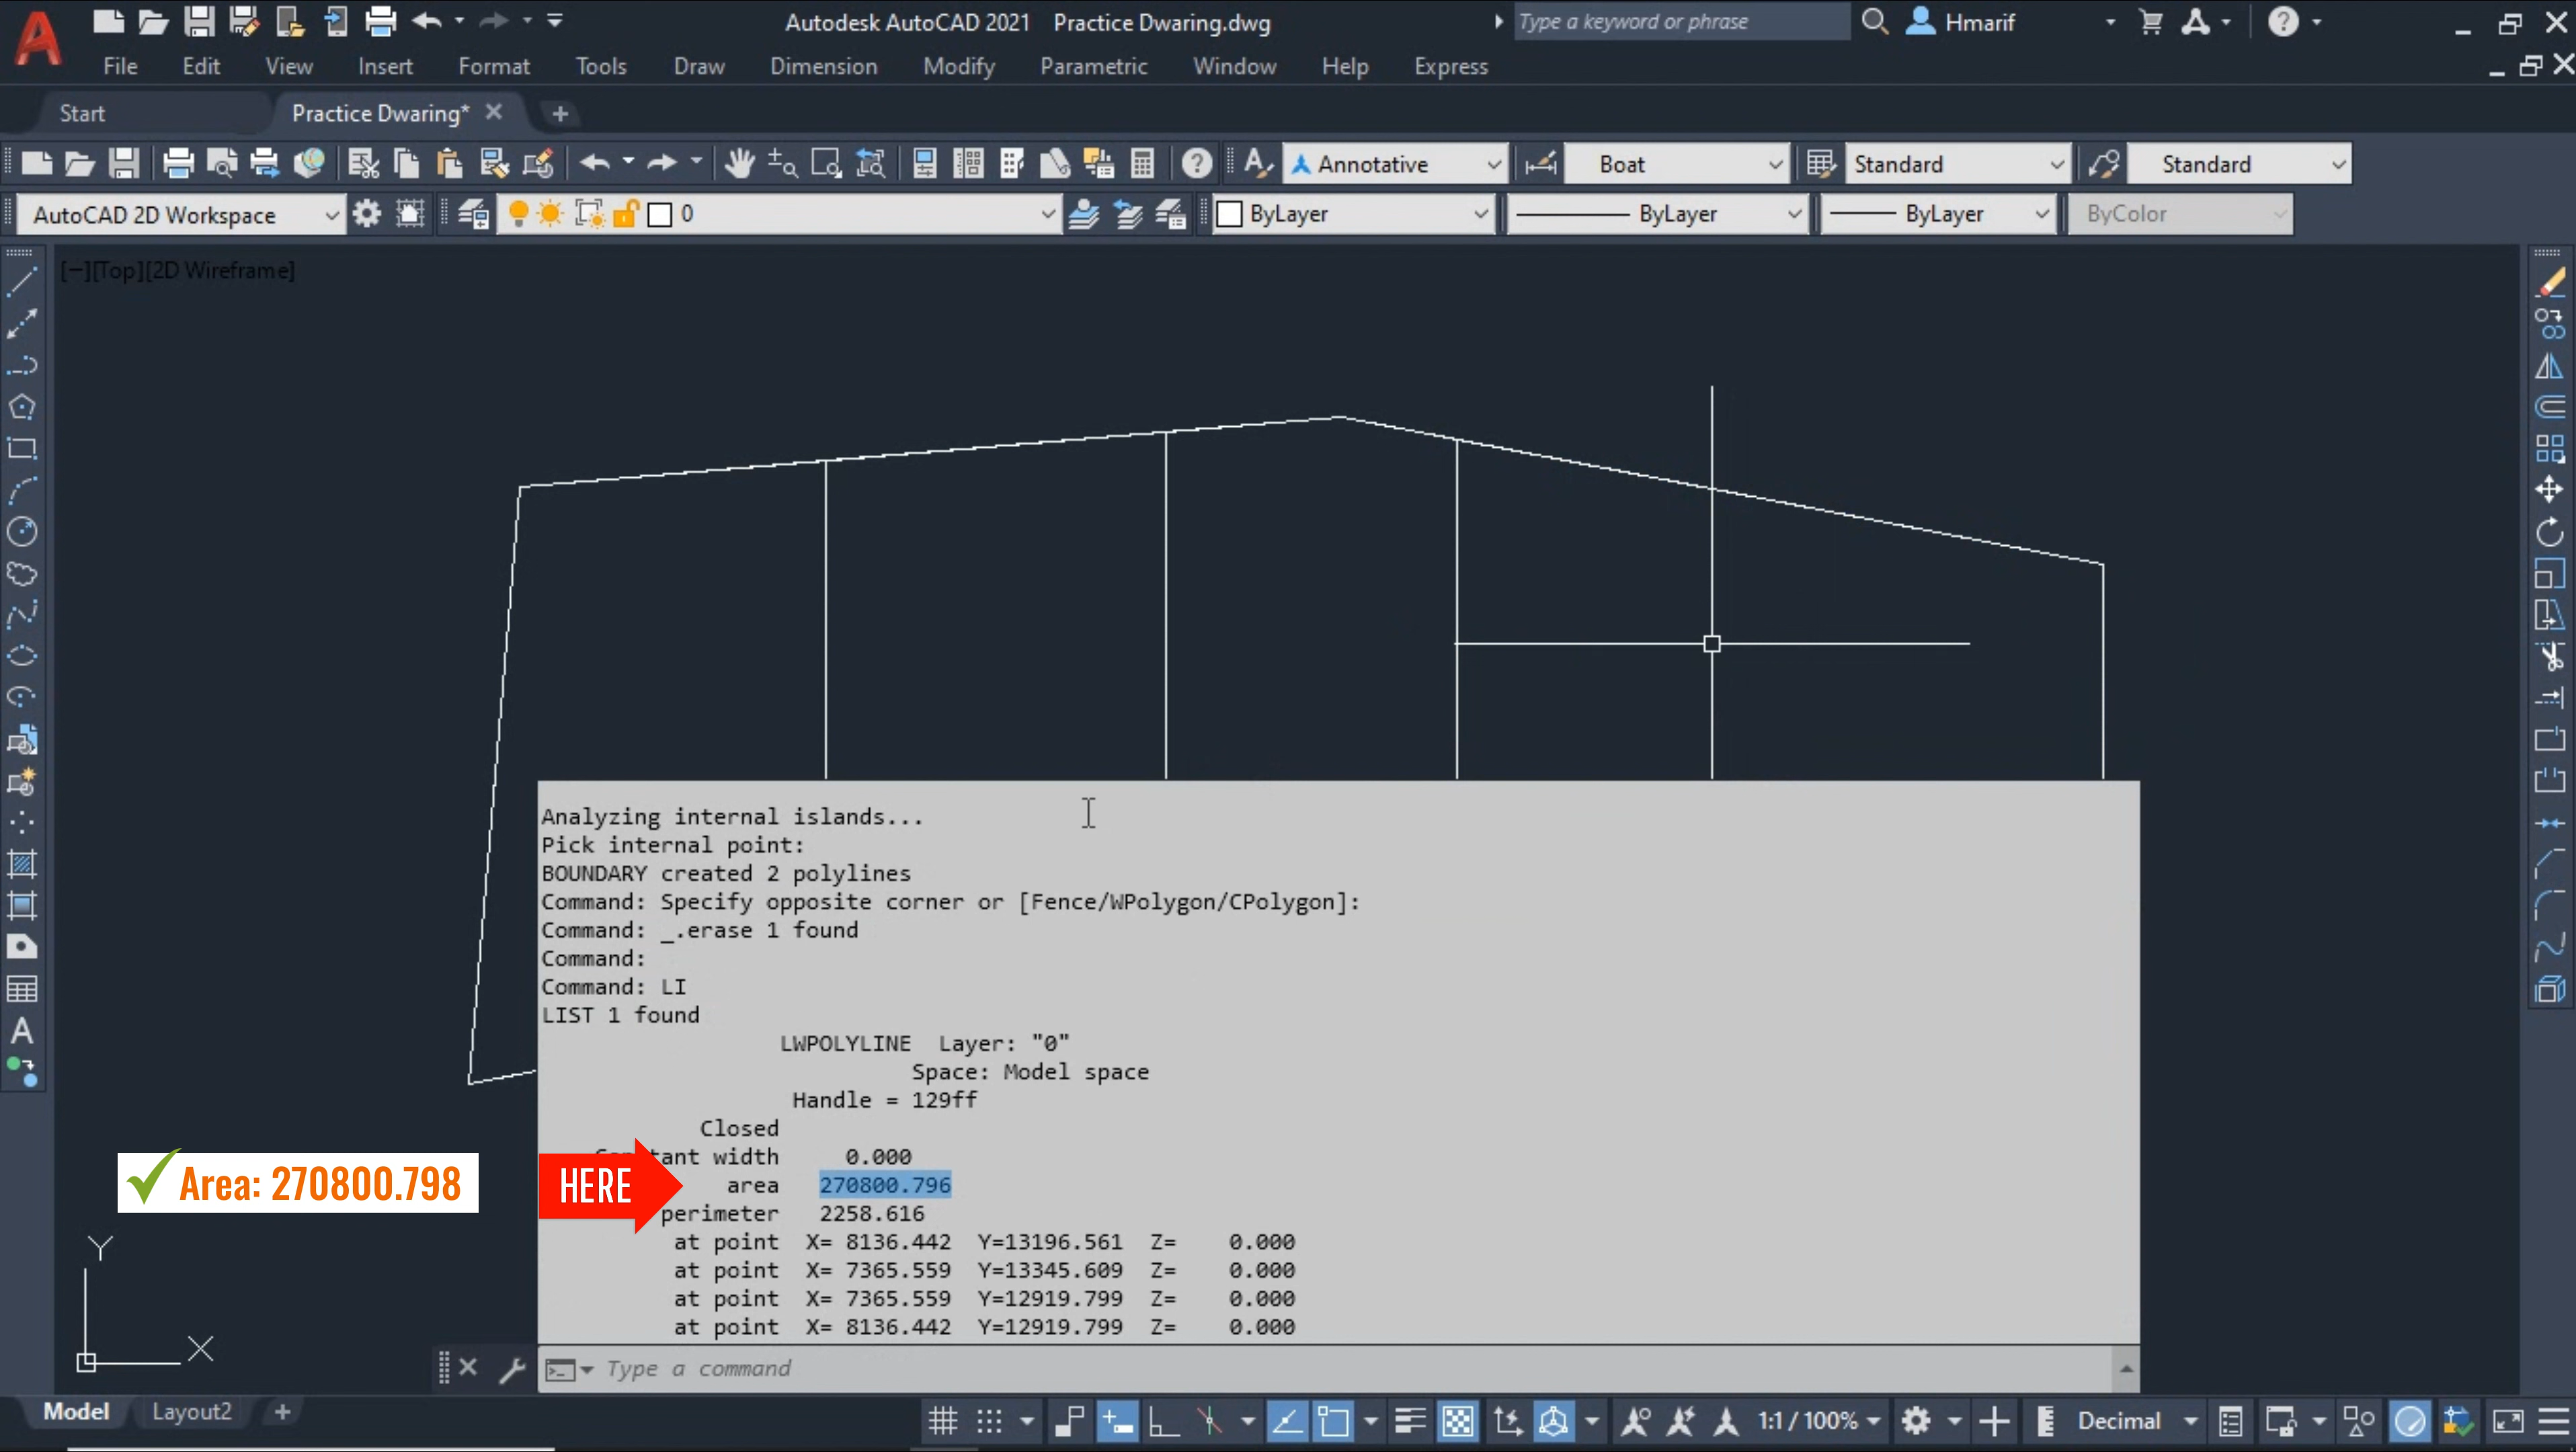 Autodesk AutoCAD 2021 Practice Dwaring.dwg
Type a keyword or phrase
Hmarif
File Edit View Insert Format Tools Draw Dimension Modify Parametric Window Help Express
Start
Practice Dwaring*
Annotative
Boat
Standard
Standard
AutoCAD 2D Workspace
0
ByLayer
ByLayer
ByLayer
ByColor
[−][Top][2D Wireframe]
Analyzing internal islands...
Pick internal point:
BOUNDARY created 2 polylines
Command: Specify opposite corner or [Fence/WPolygon/CPolygon]:
Command: _.erase 1 found
Command:
Command: LI
LIST 1 found
LWPOLYLINE Layer: "0"
Space: Model space
Handle = 129ff
Closed
Constant width 0.000
area 270800.796
perimeter 2258.616
at point X= 8136.442 Y=13196.561 Z= 0.000
at point X= 7365.559 Y=13345.609 Z= 0.000
at point X= 7365.559 Y=12919.799 Z= 0.000
at point X= 8136.442 Y=12919.799 Z= 0.000
Area: 270800.798
HERE
Y
X
Type a command
Model
Layout2
1:1 / 100%
Decimal